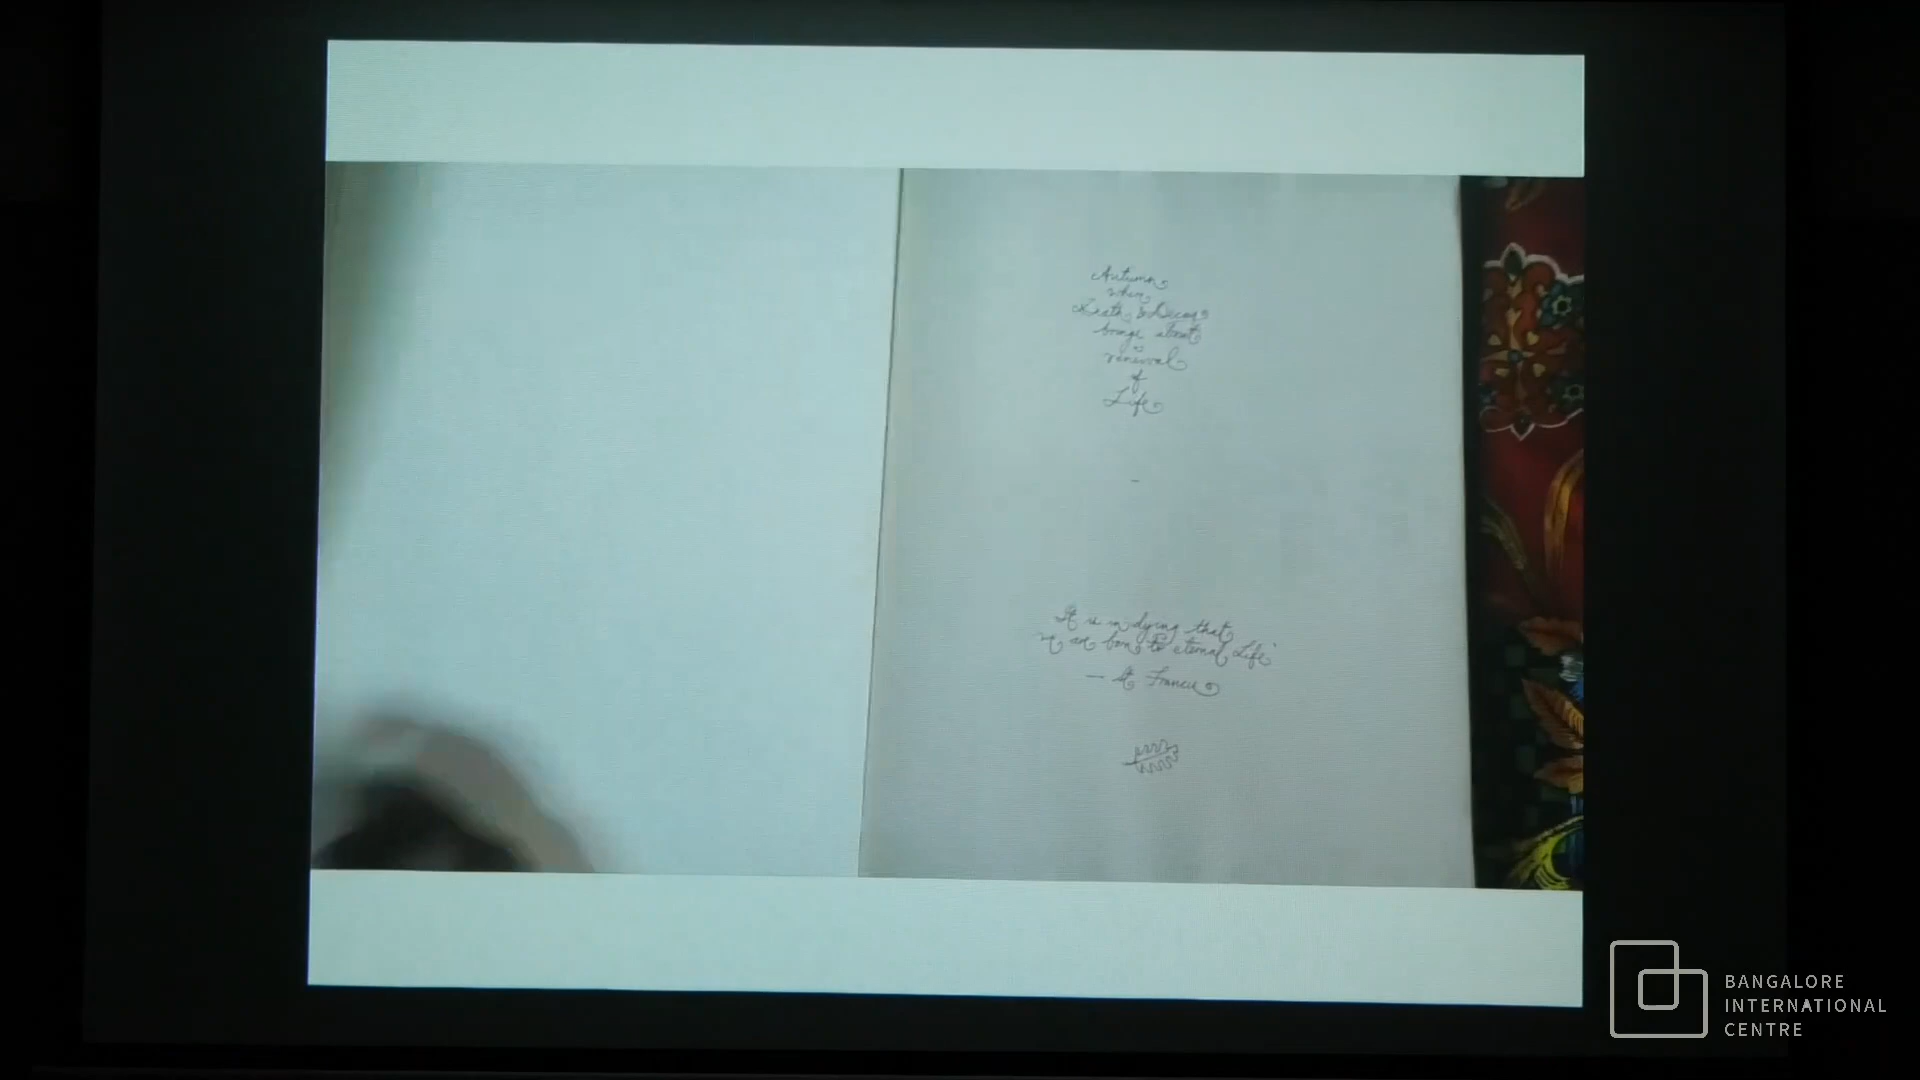 Autumn
when
Death & Decay
brings about
a
renewal
of
Life
-
It is in dying that
we are born to eternal Life"
— St Francis
BANGALORE
INTERNATIONAL
CENTRE